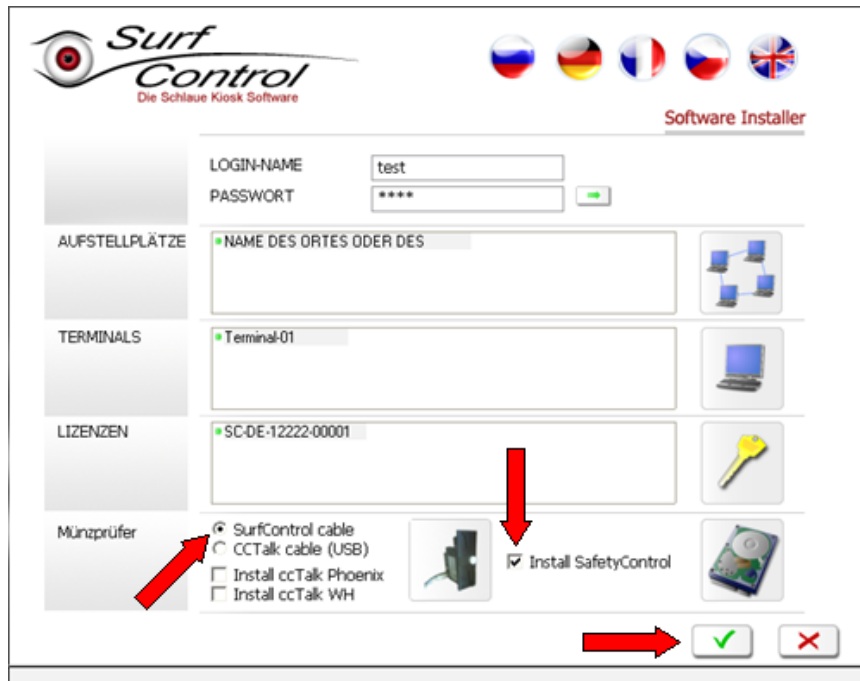 Surf
Control
Die Schlaue Kiosk Software
Software Installer
LOGIN-NAME
test
PASSWORT
****
AUFSTELLPLÄTZE
NAME DES ORTES ODER DES
TERMINALS
Terminal-01
LIZENZEN
SC-DE-12222-00001
Münzprüfer
SurfControl cable
CCTalk cable (USB)
Install ccTalk Phoenix
Install ccTalk WH
Install SafetyControl